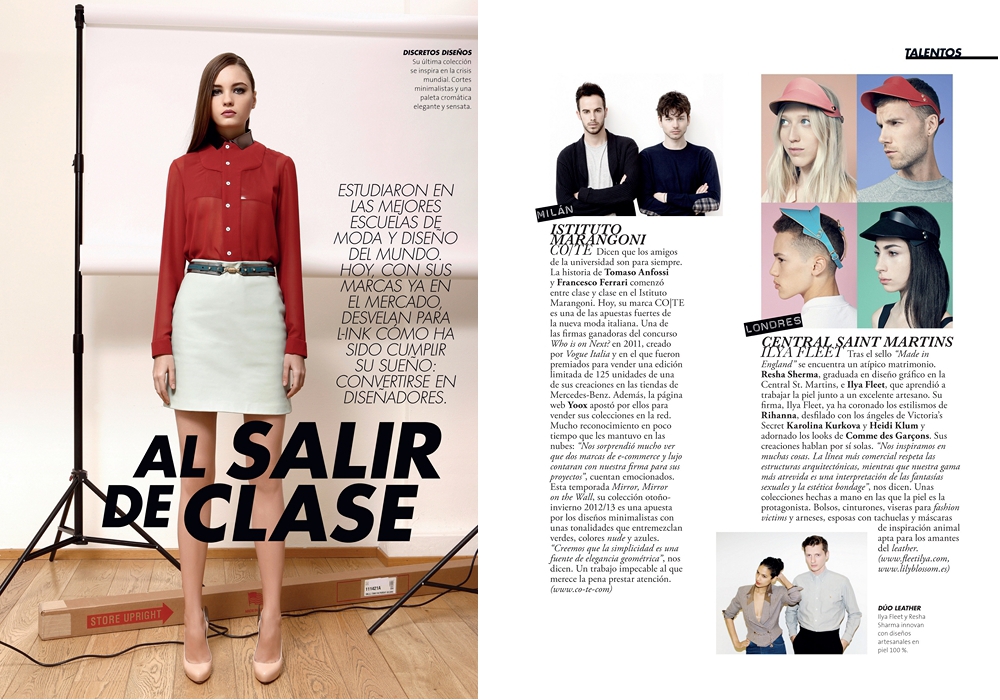 DISCRETOS DISEÑOS
Su última colección
se inspira en la crisis
mundial. Cortes
minimalistas y una
paleta cromática
elegante y sensata.
ESTUDIARON EN
LAS MEJORES
ESCUELAS DE
MODA Y DISEÑO
DEL MUNDO.
HOY, CON SUS
MARCAS YA EN
EL MERCADO,
DESVELAN PARA
L-INK CÓMO HA
SIDO CUMPLIR
SU SUEÑO:
CONVERTIRSE EN
DISEÑADORES.
AL SALIR
DE CLASE
STORE UPRIGHT
111421A
TALENTOS
MILÁN
ISTITUTO
MARANGONI
CO/TE Dicen que los amigos
de la universidad son para siempre.
La historia de Tomaso Anfossi
y Francesco Ferrari comenzó
entre clase y clase en el Istituto
Marangoni. Hoy, su marca CO|TE
es una de las apuestas fuertes de
la nueva moda italiana. Una de
las firmas ganadoras del concurso
Who is on Next? en 2011, creado
por Vogue Italia y en el que fueron
premiados para vender una edición
limitada de 125 unidades de una
de sus creaciones en las tiendas de
Mercedes-Benz. Además, la página
web Yoox apostó por ellos para
vender sus colecciones en la red.
Mucho reconocimiento en poco
tiempo que les mantuvo en las
nubes: “Nos sorprendió mucho ver
que dos marcas de e-commerce y lujo
contaran con nuestra firma para sus
proyectos”, cuentan emocionados.
Esta temporada Mirror, Mirror
on the Wall, su colección otoño-
invierno 2012/13 es una apuesta
por los diseños minimalistas con
unas tonalidades que entremezclan
verdes, colores nude y azules.
“Creemos que la simplicidad es una
fuente de elegancia geométrica”, nos
dicen. Un trabajo impecable al que
merece la pena prestar atención.
(www.co-te-com)
LONDRES
CENTRAL SAINT MARTINS
ILYA FLEET Tras el sello “Made in
England” se encuentra un atípico matrimonio.
Resha Sherma, graduada en diseño gráfico en la
Central St. Martins, e Ilya Fleet, que aprendió a
trabajar la piel junto a un excelente artesano. Su
firma, Ilya Fleet, ya ha coronado los estilismos de
Rihanna, desfilado con los ángeles de Victoria’s
Secret Karolina Kurkova y Heidi Klum y
adornado los looks de Comme des Garçons. Sus
creaciones hablan por sí solas. “Nos inspiramos en
muchas cosas. La línea más comercial respeta las
estructuras arquitectónicas, mientras que nuestra gama
más atrevida es una interpretación de las fantasías
sexuales y la estética bondage”, nos dicen. Unas
colecciones hechas a mano en las que la piel es la
protagonista. Bolsos, cinturones, viseras para fashion
victims y arneses, esposas con tachuelas y máscaras
de inspiración animal
apta para los amantes
del leather.
(www.fleetilya.com,
www.lilyblossom.es)
DÚO LEATHER
Ilya Fleet y Resha
Sharma innovan
con diseños
artesanales en
piel 100 %.